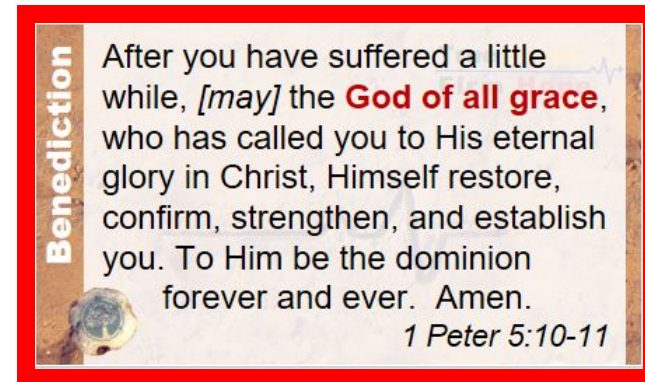 Benediction
After you have suffered a little
while, [may] the God of all grace,
who has called you to His eternal
glory in Christ, Himself restore,
confirm, strengthen, and establish
you. To Him be the dominion
forever and ever. Amen.
1 Peter 5:10-11